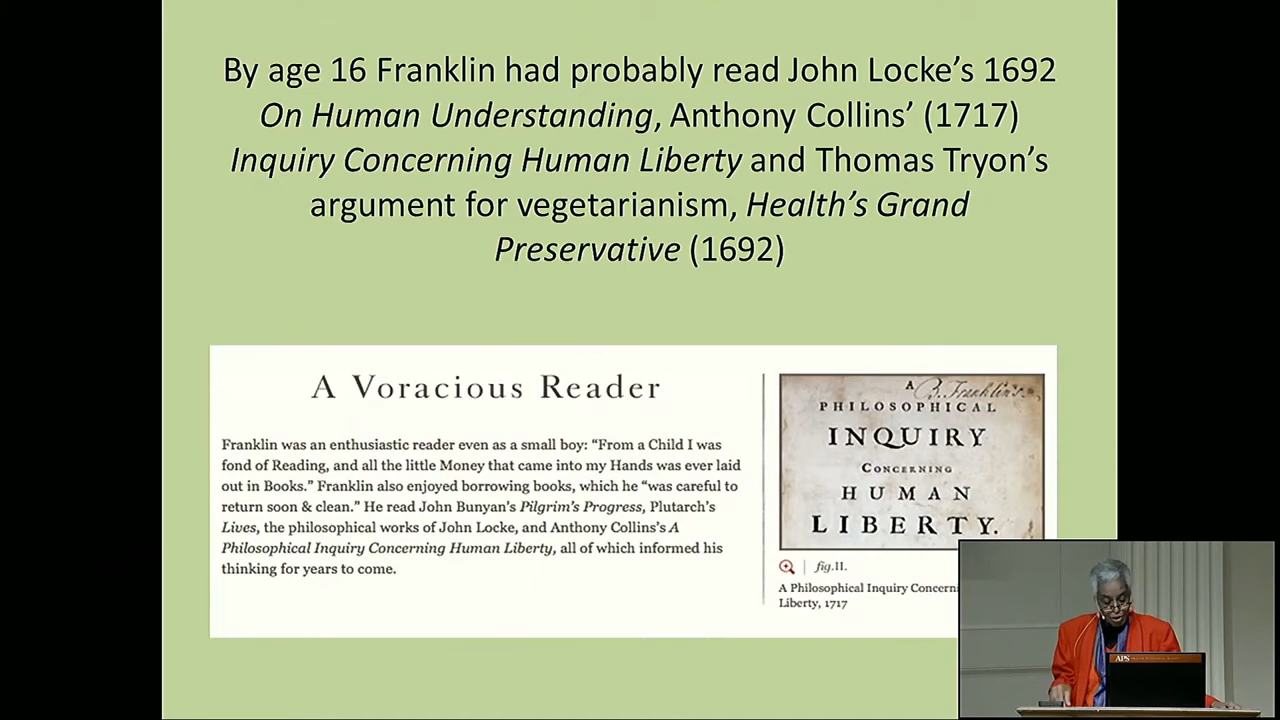 By age 16 Franklin had probably read John Locke’s 1692
On Human Understanding, Anthony Collins’ (1717)
Inquiry Concerning Human Liberty and Thomas Tryon’s
argument for vegetarianism, Health’s Grand
Preservative (1692)
A Voracious Reader
Franklin was an enthusiastic reader even as a small boy: “From a Child I was
fond of Reading, and all the little Money that came into my Hands was ever laid
out in Books.” Franklin also enjoyed borrowing books, which he “was careful to
return soon & clean.” He read John Bunyan’s Pilgrim’s Progress, Plutarch’s
Lives, the philosophical works of John Locke, and Anthony Collins’s A
Philosophical Inquiry Concerning Human Liberty, all of which informed his
thinking for years to come.
A B. Franklin's
PHILOSOPHICAL
INQUIRY
CONCERNING
HUMAN
LIBERTY.
fig.II.
A Philosophical Inquiry Concerni
Liberty, 1717
APS